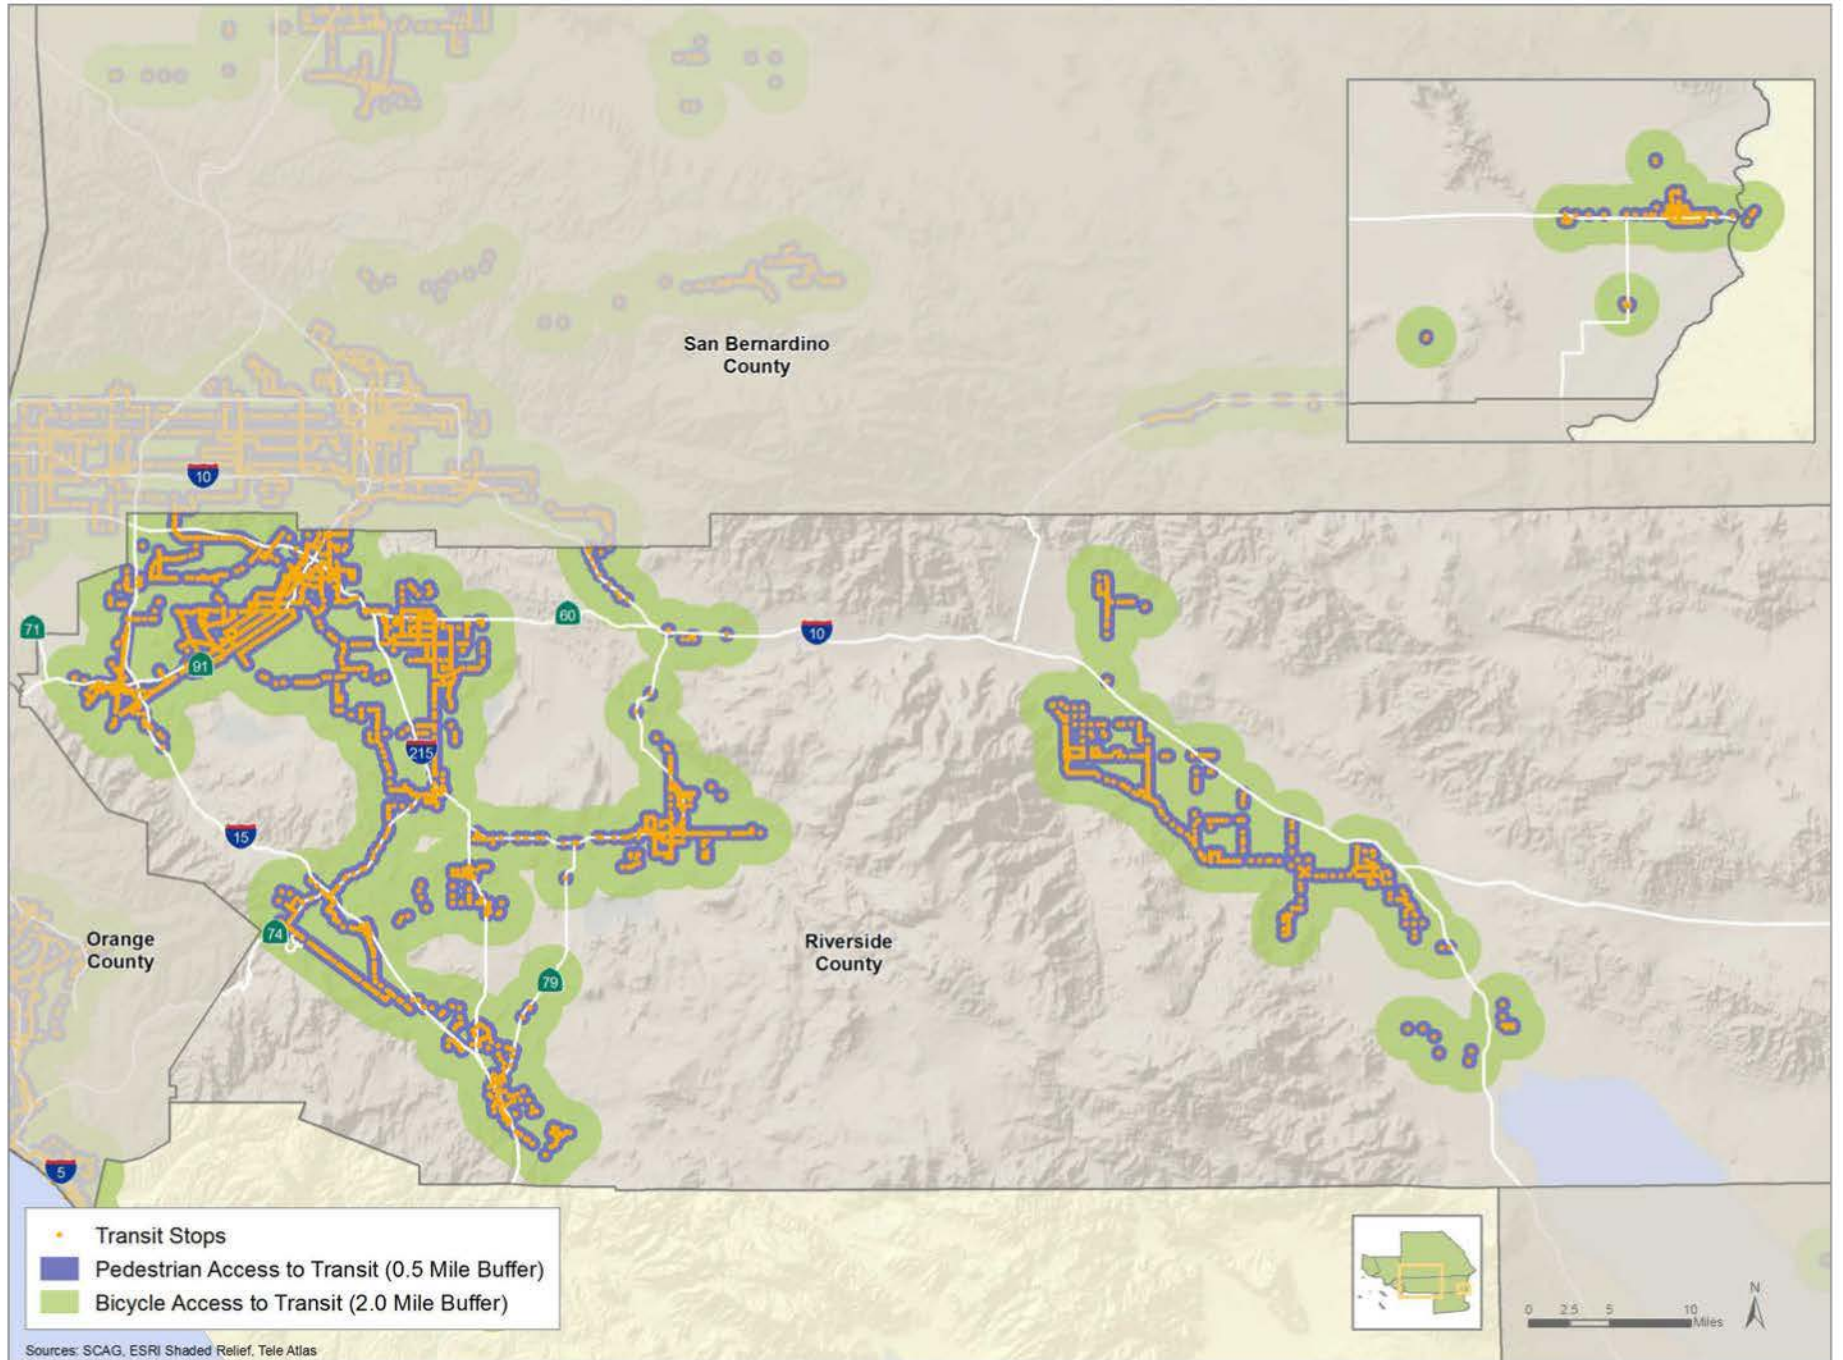 San Bernardino
County
10
71
60
10
91
215
15
Orange
County
74
Riverside
County
79
5
Transit Stops
Pedestrian Access to Transit (0.5 Mile Buffer)
Bicycle Access to Transit (2.0 Mile Buffer)
N
0 2.5 5 10
Miles
Sources: SCAG, ESRI Shaded Relief, Tele Atlas